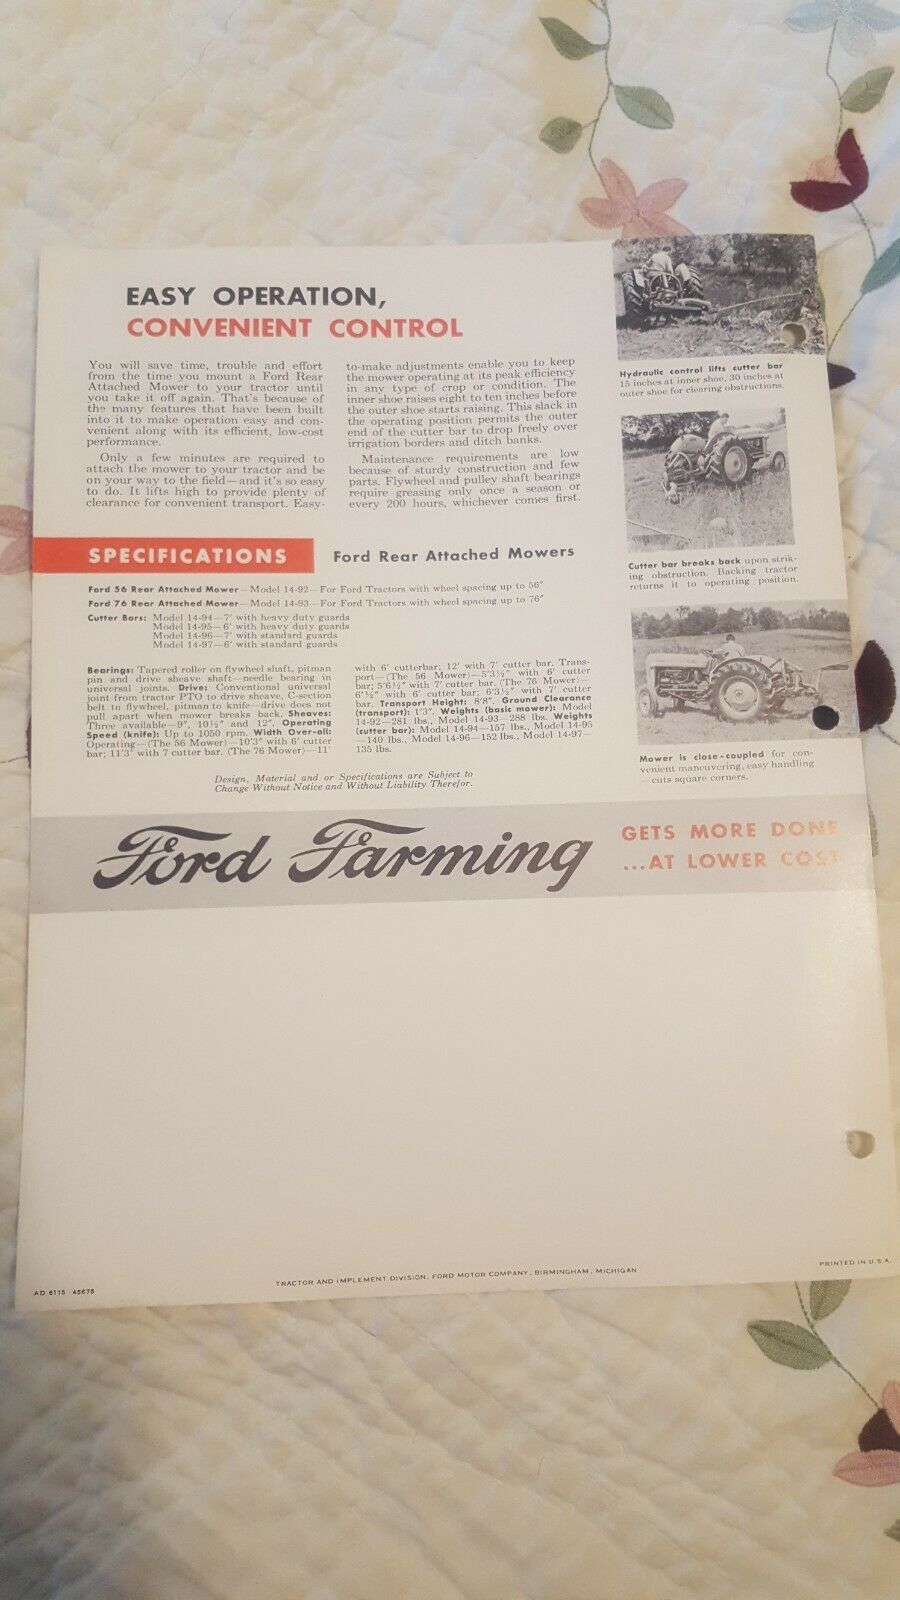 EASY OPERATION,
CONVENIENT CONTROL
You will save time, trouble and effort
from the time you mount a Ford Rear
Attached Mower to your tractor until
you take it off again. That's because of
the many features that have been built
into it to make operation easy and con-
venient along with its efficient, low-cost
performance.
Only a few minutes are required to
attach the mower to your tractor and be
on your way to the field—and it's so easy
to do. It lifts high to provide plenty of
clearance for convenient transport. Easy-
to-make adjustments enable you to keep
the mower operating at its peak efficiency
in any type of crop or condition. The
inner shoe raises eight to ten inches before
the outer shoe starts raising. This slack in
the operating position permits the outer
end of the cutter bar to drop freely over
irrigation borders and ditch banks.
Maintenance requirements are low
because of sturdy construction and few
parts. Flywheel and pulley shaft bearings
require greasing only once a season or
every 200 hours, whichever comes first.
Hydraulic control lifts cutter bar
15 inches at inner shoe, 30 inches at
outer shoe for clearing obstructions.
Cutter bar breaks back upon strik-
ing obstruction. Backing tractor
returns it to operating position.
Mower is close-coupled for con-
venient maneuvering, easy handling
—cuts square corners.
SPECIFICATIONS
Ford Rear Attached Mowers
Ford 56 Rear Attached Mower—Model 14-92—For Ford Tractors with wheel spacing up to 56"
Ford 76 Rear Attached Mower—Model 14-93—For Ford Tractors with wheel spacing up to 76"
Cutter Bars: Model 14-94—7' with heavy duty guards
Model 14-95—6' with heavy duty guards
Model 14-96—7' with standard guards
Model 14-97—6' with standard guards
Bearings: Tapered roller on flywheel shaft, pitman
pin and drive sheave shaft—needle bearing in
universal joints. Drive: Conventional universal
joint from tractor PTO to drive sheave, C-section
belt to flywheel, pitman to knife—drive does not
pull apart when mower breaks back. Sheaves:
Three available—9", 10½" and 12". Operating
Speed (knife): Up to 1050 rpm. Width Over-all:
Operating—(The 56 Mower)—10'3" with 6' cutter
bar; 11'3" with 7 cutter bar. (The 76 Mower)—11'
with 6' cutterbar; 12' with 7' cutter bar. Trans-
port—(The 56 Mower)—5'3½" with 6' cutter
bar; 5'6½" with 7' cutter bar. (The 76 Mower)—
6'½" with 6' cutter bar; 6'3½" with 7' cutter
bar. Transport Height: 8'8". Ground Clearance
(transport): 1'3". Weights (basic mower): Model
14-92—281 lbs., Model 14-93—288 lbs. Weights
(cutter bar): Model 14-94—157 lbs., Model 14-95
—140 lbs., Model 14-96—152 lbs., Model 14-97—
135 lbs.
Design, Material and or Specifications are Subject to
Change Without Notice and Without Liability Therefor.
Ford Farming
GETS MORE DONE
...AT LOWER COST
AD 6115 45675
TRACTOR AND IMPLEMENT DIVISION, FORD MOTOR COMPANY, BIRMINGHAM, MICHIGAN
PRINTED IN U.S.A.